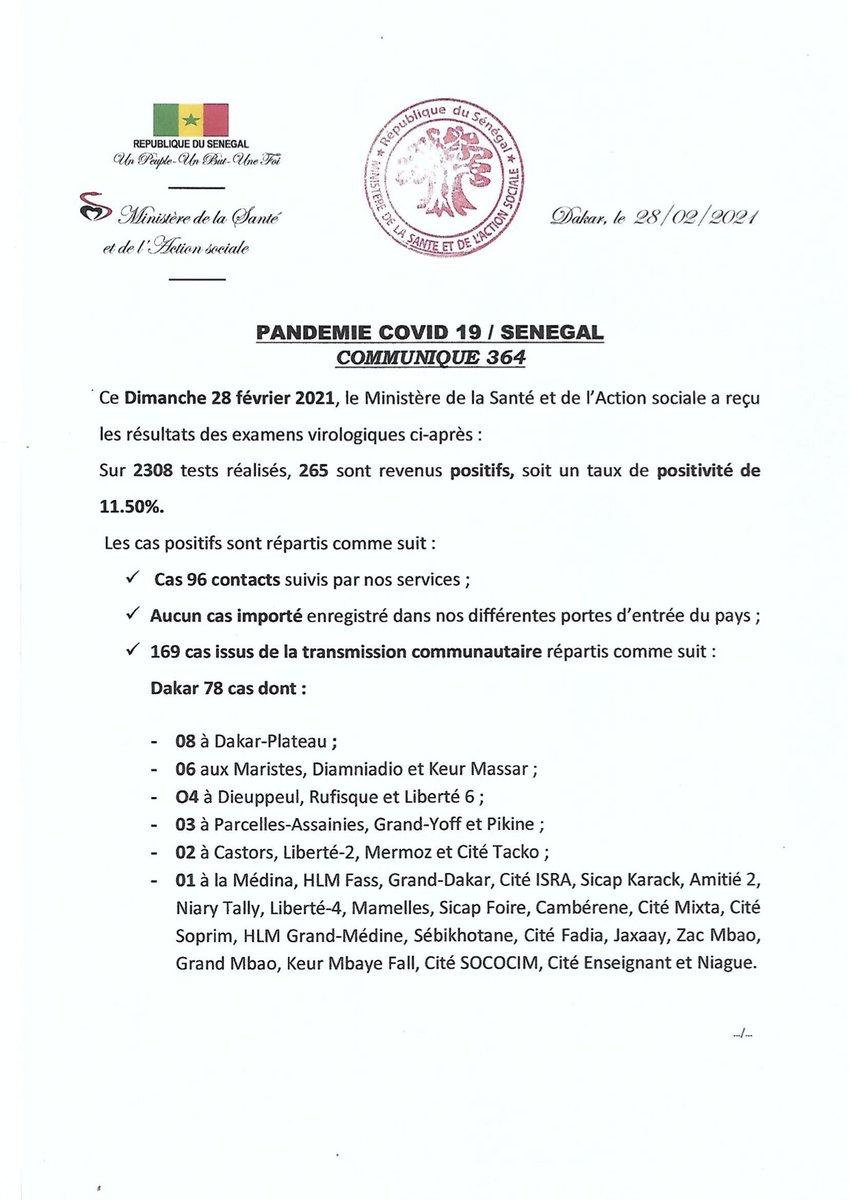 REPUBLIQUE DU SENEGAL
Un Peuple-Un But-Une Foi
Ministère de la Santé
et de l'Action sociale
★ République du Sénégal ★
MINISTERE DE LA SANTE ET DE L'ACTION SOCIALE
Dakar, le 28/02/2021
PANDEMIE COVID 19 / SENEGAL
COMMUNIQUE 364
Ce Dimanche 28 février 2021, le Ministère de la Santé et de l'Action sociale a reçu
les résultats des examens virologiques ci-après :
Sur 2308 tests réalisés, 265 sont revenus positifs, soit un taux de positivité de
11.50%.
Les cas positifs sont répartis comme suit :
✓ Cas 96 contacts suivis par nos services ;
✓ Aucun cas importé enregistré dans nos différentes portes d'entrée du pays ;
✓ 169 cas issus de la transmission communautaire répartis comme suit :
Dakar 78 cas dont :
- 08 à Dakar-Plateau ;
- 06 aux Maristes, Diamniadio et Keur Massar ;
- O4 à Dieuppeul, Rufisque et Liberté 6 ;
- 03 à Parcelles-Assainies, Grand-Yoff et Pikine ;
- 02 à Castors, Liberté-2, Mermoz et Cité Tacko ;
- 01 à la Médina, HLM Fass, Grand-Dakar, Cité ISRA, Sicap Karack, Amitié 2,
Niary Tally, Liberté-4, Mamelles, Sicap Foire, Cambérene, Cité Mixta, Cité
Soprim, HLM Grand-Médine, Sébikhotane, Cité Fadia, Jaxaay, Zac Mbao,
Grand Mbao, Keur Mbaye Fall, Cité SOCOCIM, Cité Enseignant et Niague.
.../...